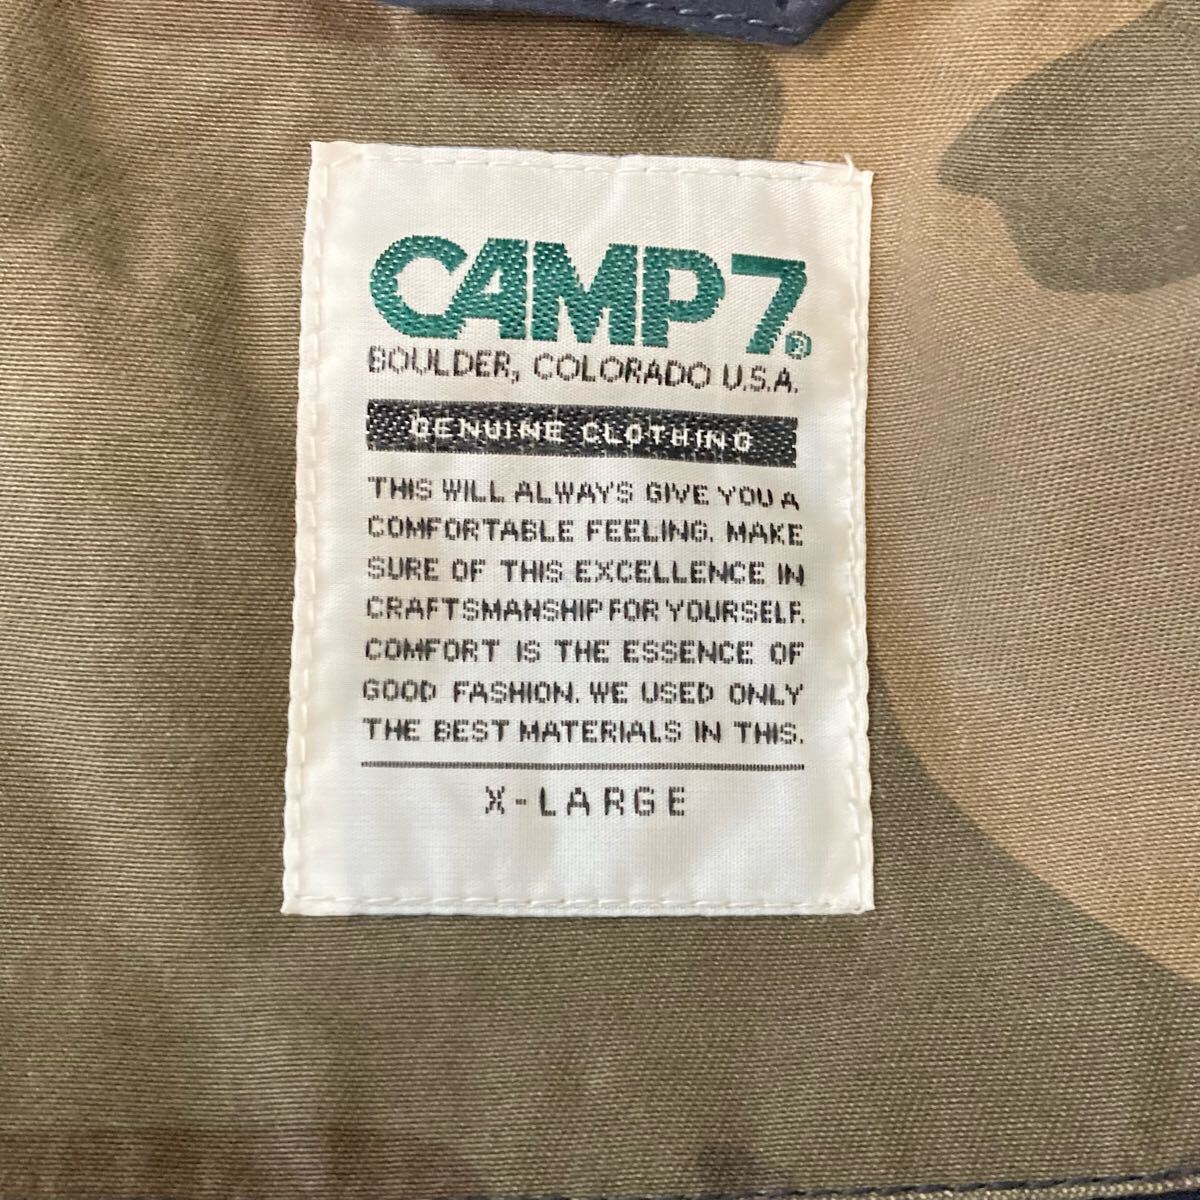 CAMP7®
BOULDER, COLORADO U.S.A.
GENUINE CLOTHING
THIS WILL ALWAYS GIVE YOU A
COMFORTABLE FEELING. MAKE
SURE OF THIS EXCELLENCE IN
CRAFTSMANSHIP FOR YOURSELF.
COMFORT IS THE ESSENCE OF
GOOD FASHION. WE USED ONLY
THE BEST MATERIALS IN THIS.
X-LARGE